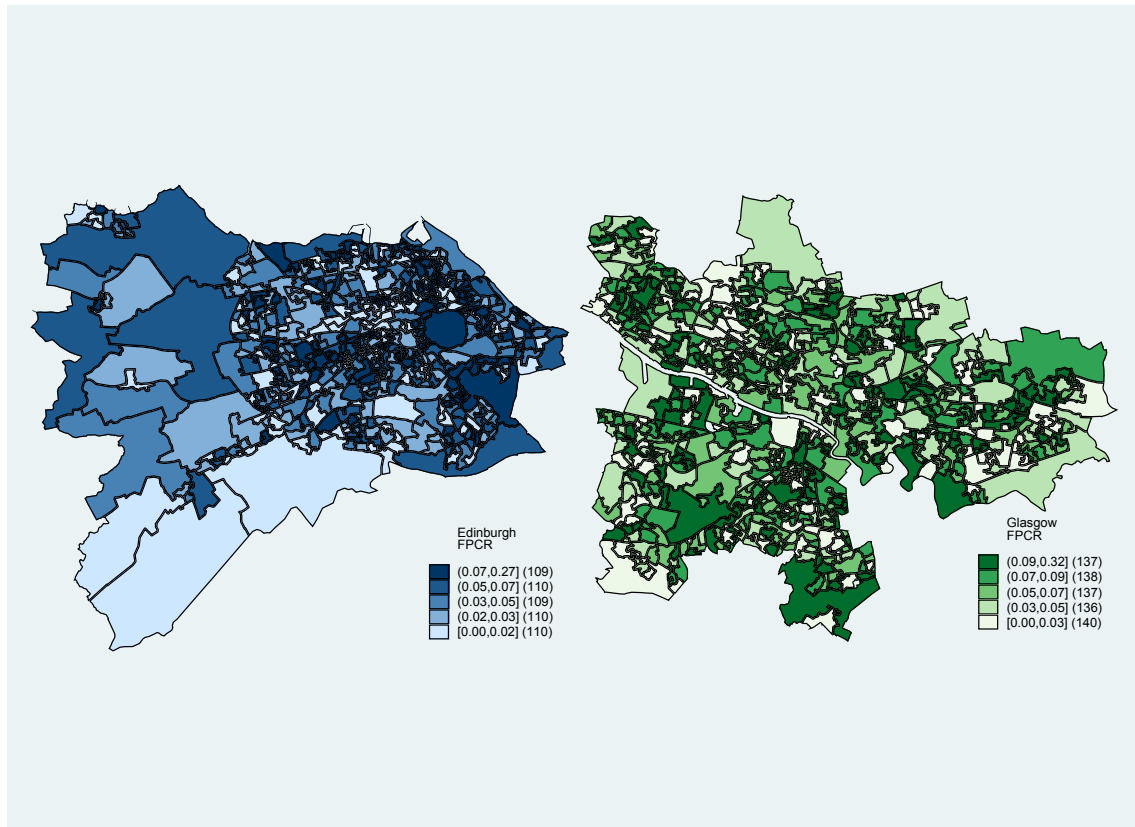 Edinburgh
FPCR
(0.07,0.27] (109)
(0.05,0.07] (110)
(0.03,0.05] (109)
(0.02,0.03] (110)
[0.00,0.02] (110)
Glasgow
FPCR
(0.09,0.32] (137)
(0.07,0.09] (138)
(0.05,0.07] (137)
(0.03,0.05] (136)
[0.00,0.03] (140)